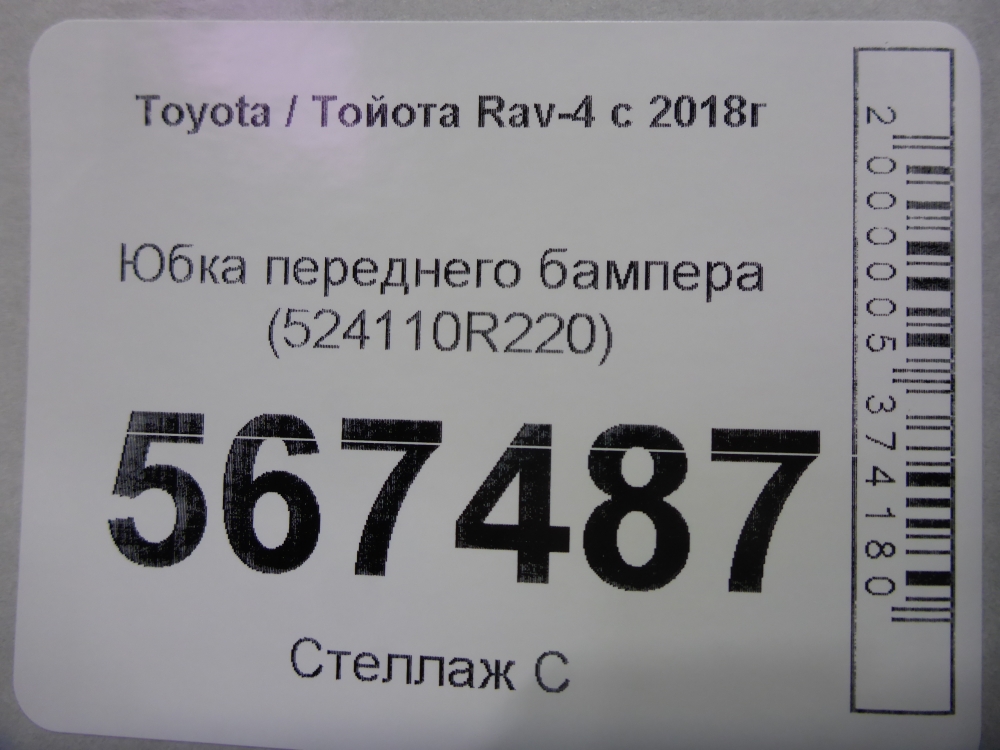 Toyota / Тойота Rav-4 с 2018г
Юбка переднего бампера
(524110R220)
567487
Стеллаж С
2000005374180